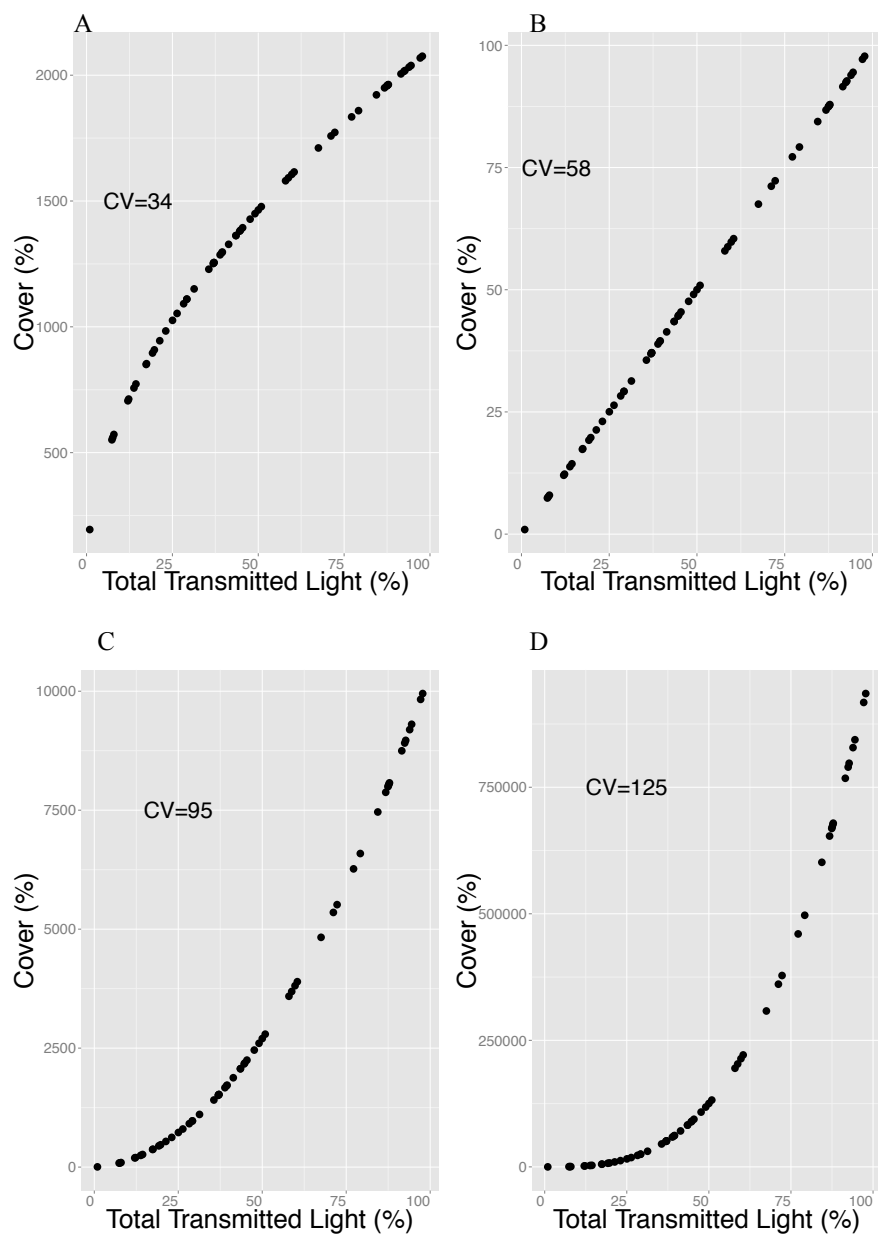 A
2000
1500
1000
500
CV=34
Cover (%)
0 25 50 75 100
Total Transmitted Light (%)
B
100
75
50
25
0
CV=58
Cover (%)
0 25 50 75 100
Total Transmitted Light (%)
C
10000
7500
5000
2500
0
CV=95
Cover (%)
0 25 50 75 100
Total Transmitted Light (%)
D
750000
500000
250000
0
CV=125
Cover (%)
0 25 50 75 100
Total Transmitted Light (%)